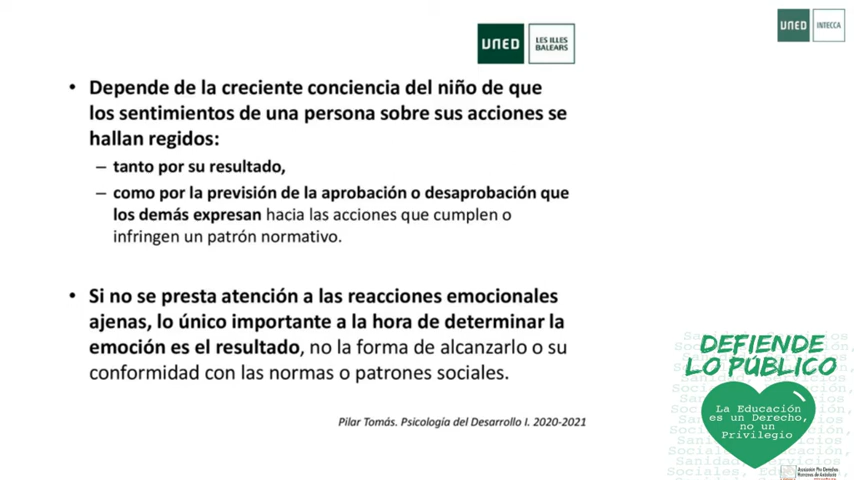 UNED
LES ILLES
BALEARS
UNED
INTECCA
• Depende de la creciente conciencia del niño de que
los sentimientos de una persona sobre sus acciones se
hallan regidos:
– tanto por su resultado,
– como por la previsión de la aprobación o desaprobación que
los demás expresan hacia las acciones que cumplen o
infringen un patrón normativo.
• Si no se presta atención a las reacciones emocionales
ajenas, lo único importante a la hora de determinar la
emoción es el resultado, no la forma de alcanzarlo o su
conformidad con las normas o patrones sociales.
Pilar Tomás. Psicología del Desarrollo I. 2020-2021
DEFIENDE
LO PÚBLICO
La Educación
es un Derecho,
no un
Privilegio